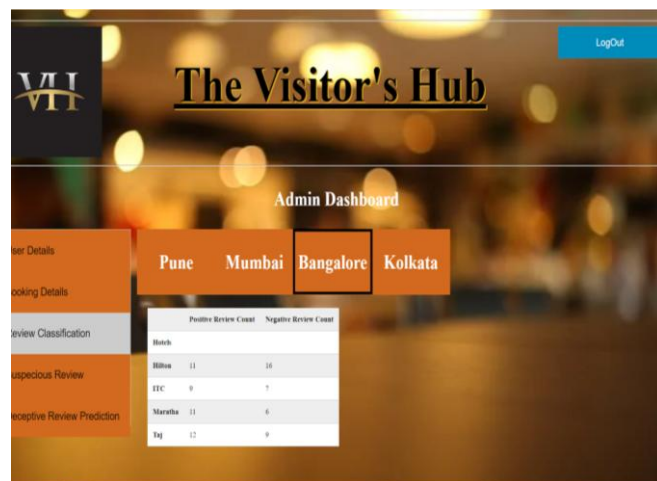 VH
LogOut
The Visitor's Hub
Admin Dashboard
ser Details
ooking Details
eview Classification
uspecious Review
eceptive Review Prediction
Pune Mumbai Bangalore Kolkata
Positive Review Count Negative Review Count
Hotels
Hilton 11 16
ITC 9 7
Maratha 11 6
Taj 12 9